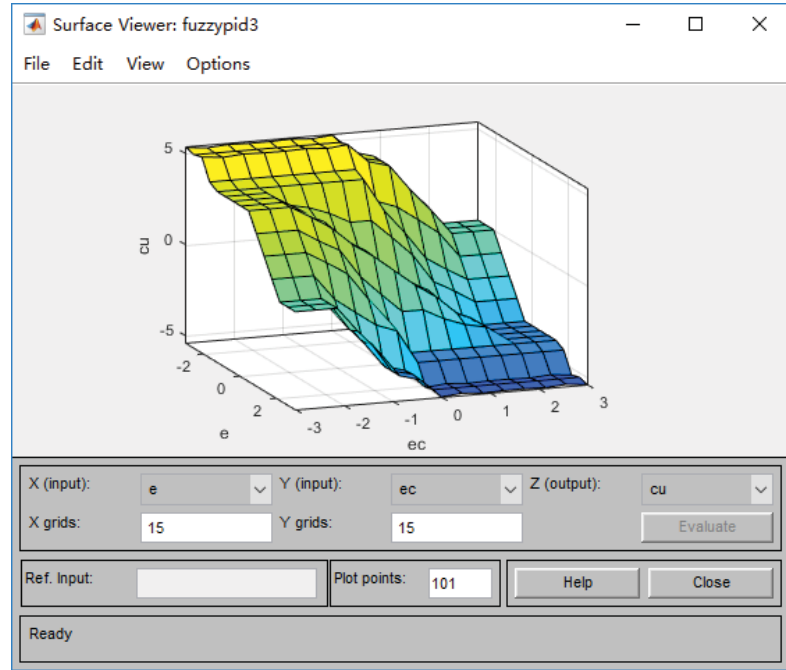 Surface Viewer: fuzzypid3
File Edit View Options
5
0
-5
cu
-2
0
2
e
-3
-2
-1
0
1
2
3
ec
X (input): e Y (input): ec Z (output): cu
X grids: 15 Y grids: 15 Evaluate
Ref. Input: Plot points: 101 Help Close
Ready